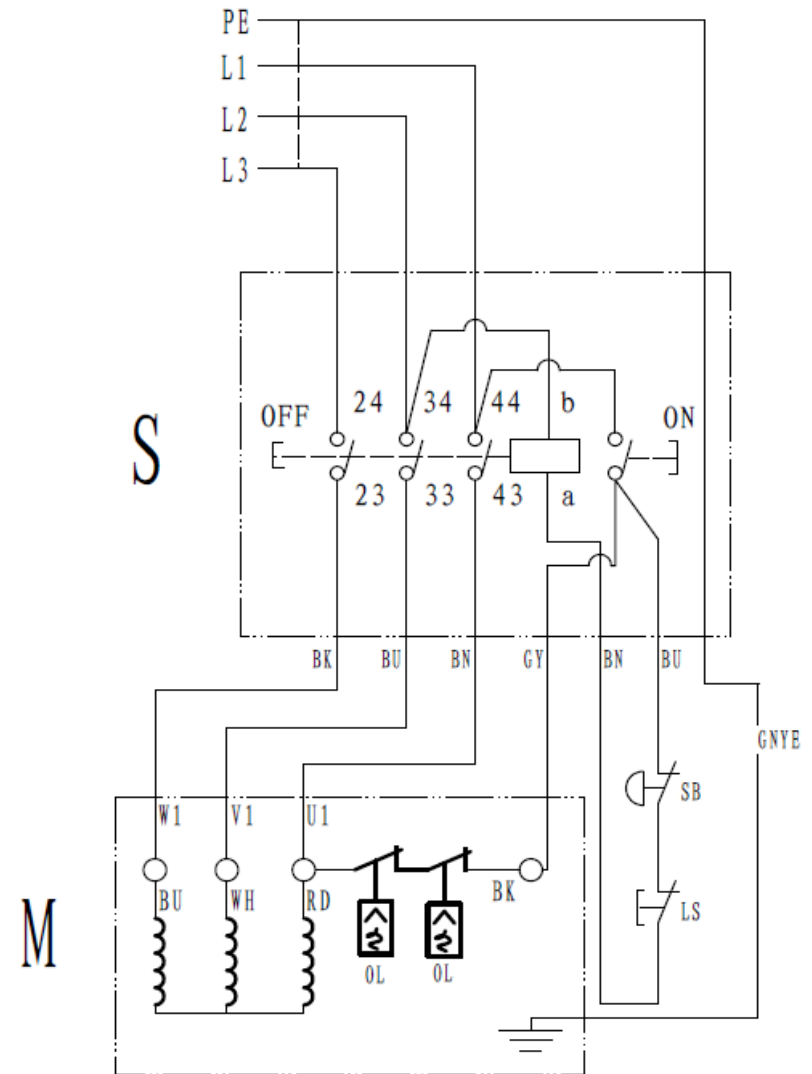 PE
L1
L2
L3
S
OFF 24 34 44 b ON
23 33 43 a
BK BU BN GY BN BU
GNYE
SB
W1 V1 U1
BU WH RD BK
LS
M
OL OL